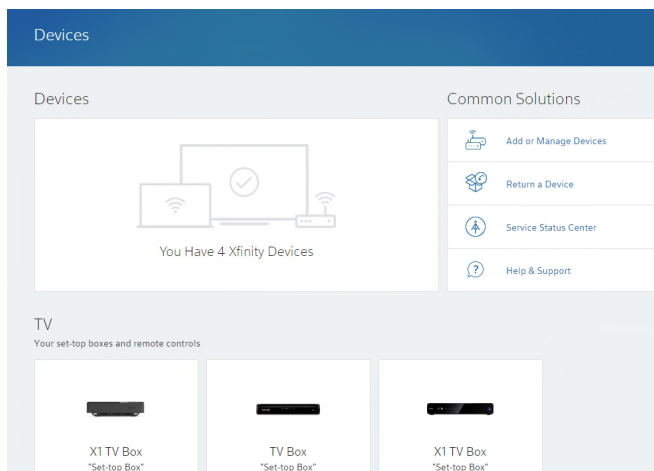 Devices
Devices
You Have 4 Xfinity Devices
Common Solutions
Add or Manage Devices
Return a Device
Service Status Center
Help & Support
TV
Your set-top boxes and remote controls
X1 TV Box
"Set-top Box"
TV Box
"Set-top Box"
X1 TV Box
"Set-top Box"